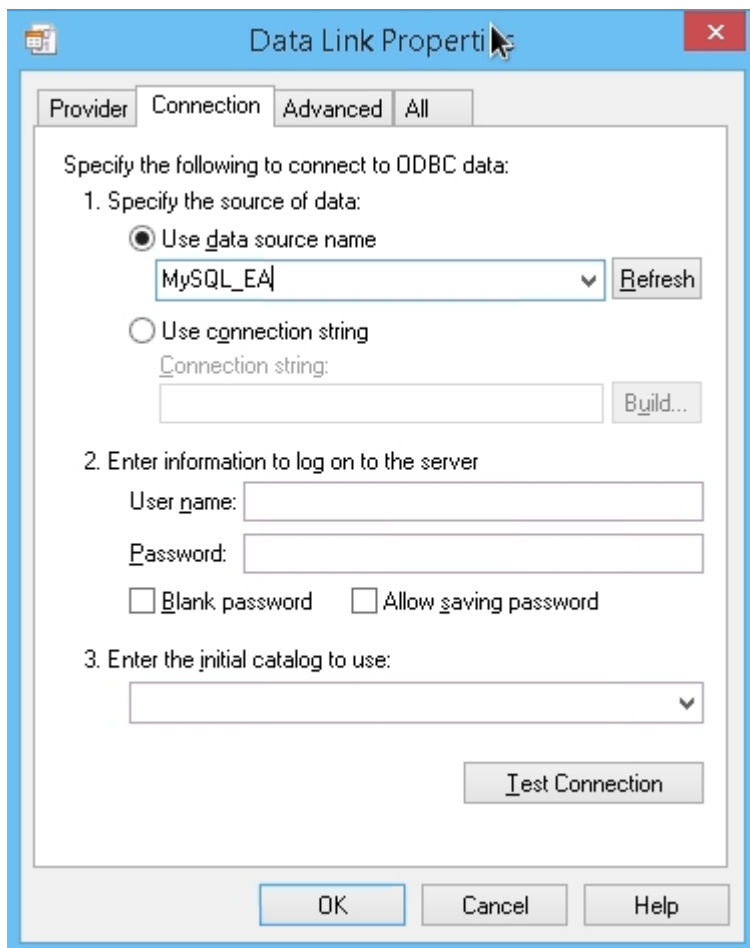 Data Link Properties
Provider Connection Advanced All
Specify the following to connect to ODBC data:
1. Specify the source of data:
Use data source name
MySQL_EA Refresh
Use connection string
Connection string:
Build...
2. Enter information to log on to the server
User name:
Password:
Blank password Allow saving password
3. Enter the initial catalog to use:
Test Connection
OK Cancel Help